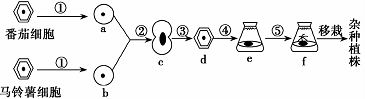 ① ① ② ③ ④ ⑤ 移栽
番茄细胞 a
马铃薯细胞 b
c d e f
杂种植株